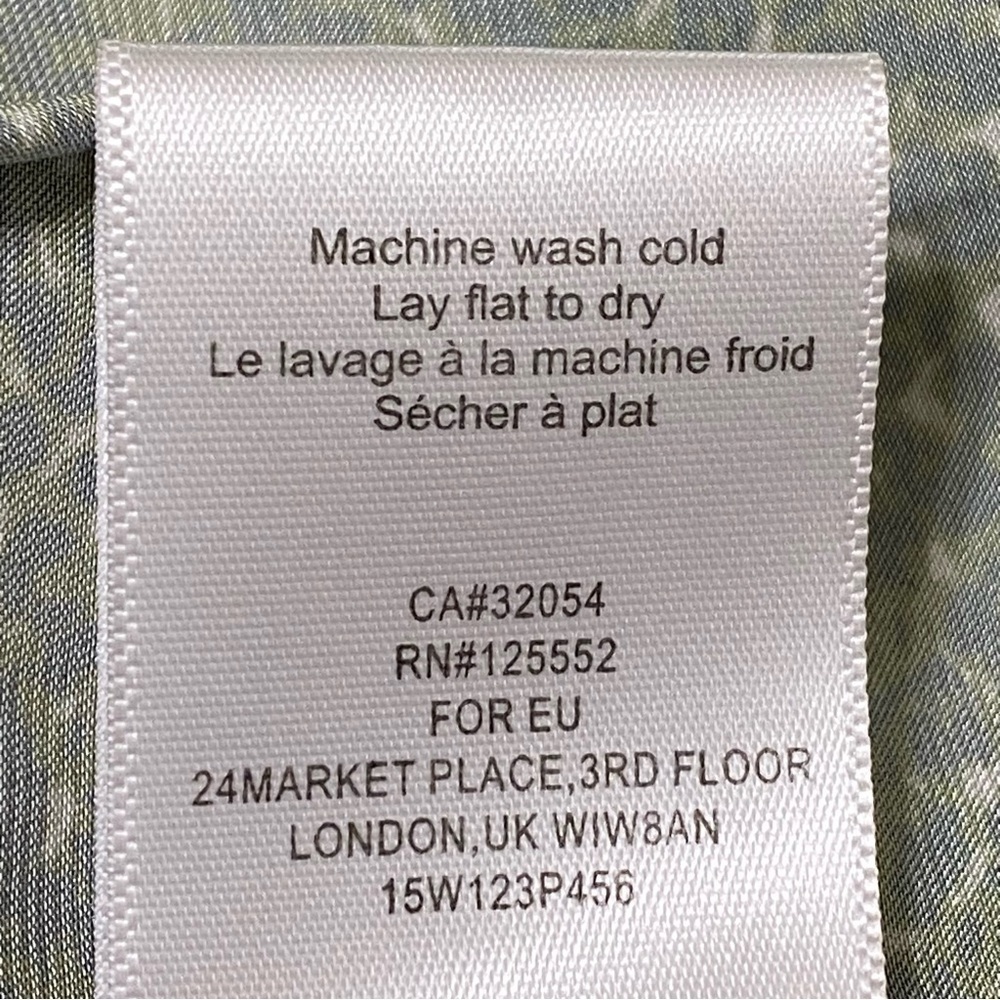 Machine wash cold
Lay flat to dry
Le lavage à la machine froid
Sécher à plat
CA#32054
RN#125552
FOR EU
24MARKET PLACE,3RD FLOOR
LONDON,UK WIW8AN
15W123P456